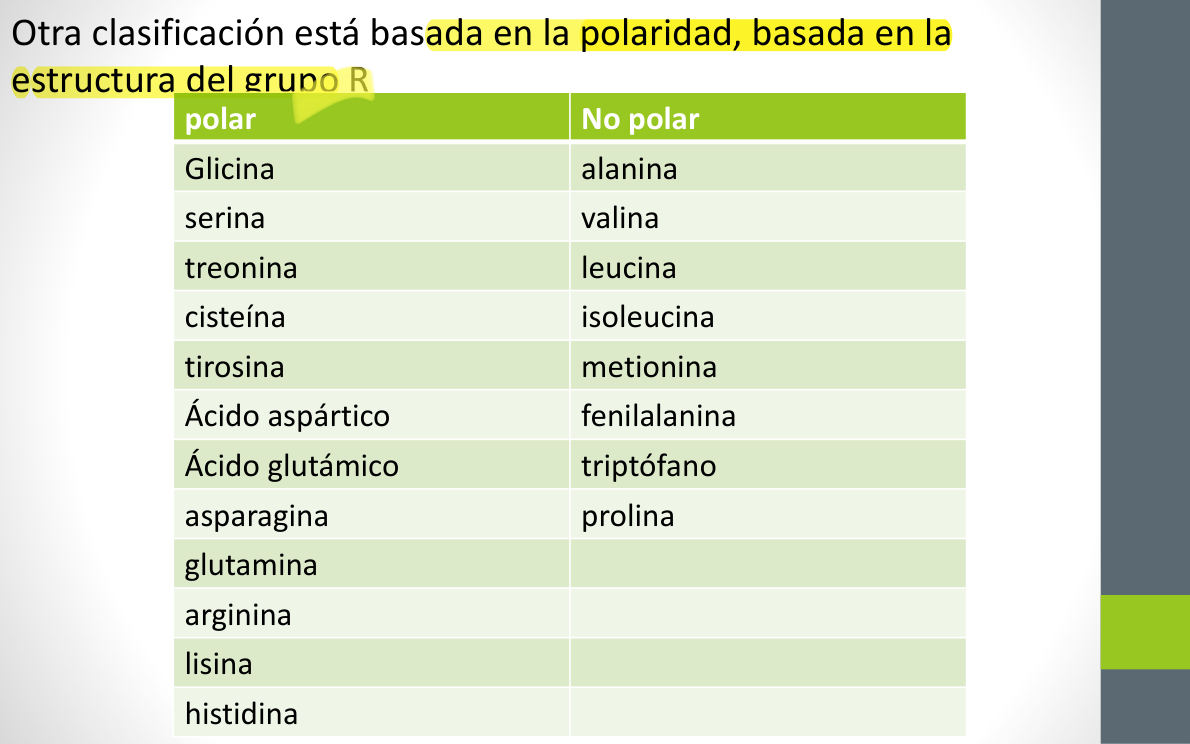 Otra clasificación está basada en la polaridad, basada en la
estructura del grupo R
polar No polar
Glicina alanina
serina valina
treonina leucina
cisteína isoleucina
tirosina metionina
Ácido aspártico fenilalanina
Ácido glutámico triptófano
asparagina prolina
glutamina
arginina
lisina
histidina